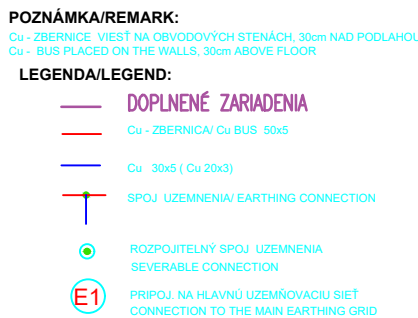 POZNÁMKA/REMARK:
Cu - ZBERNICE VIESŤ NA OBVODOVÝCH STENÁCH, 30cm NAD PODLAHOU
Cu - BUS PLACED ON THE WALLS, 30cm ABOVE FLOOR
LEGENDA/LEGEND:
DOPLNENÉ ZARIADENIA
Cu - ZBERNICA/ Cu BUS 50x5
Cu 30x5 ( Cu 20x3)
SPOJ UZEMNENIA/ EARTHING CONNECTION
ROZPOJITELNÝ SPOJ UZEMNENIA
SEVERABLE CONNECTION
E1
PRIPOJ. NA HLAVNÚ UZEMŇOVACIU SIEŤ
CONNECTION TO THE MAIN EARTHING GRID